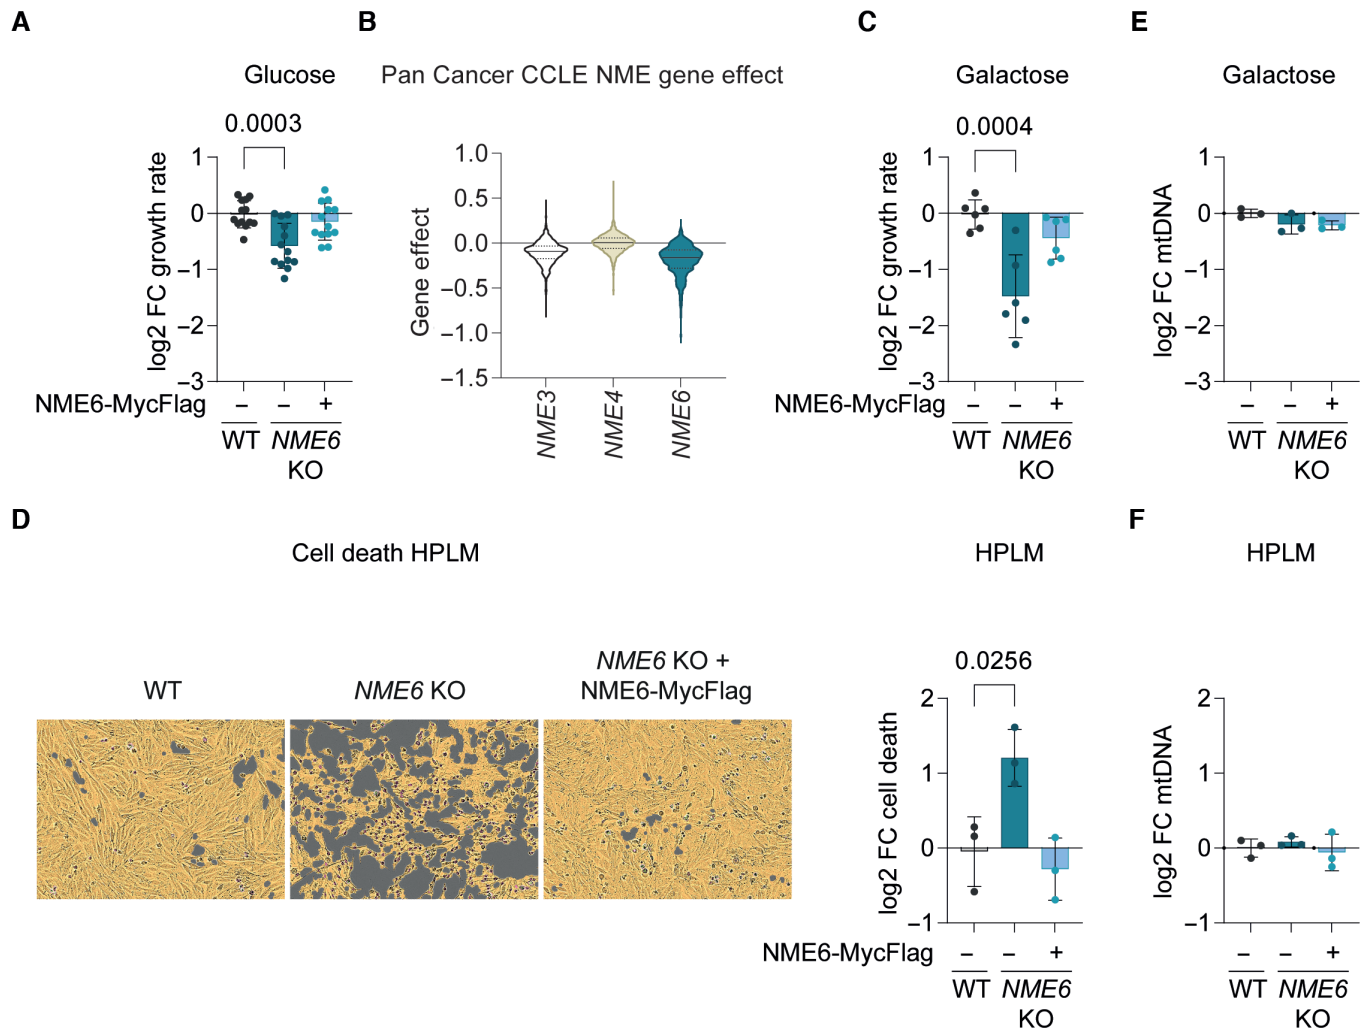 A
Glucose
0.0003
1
0
−1
−2
−3
log2 FC growth rate
NME6-MycFlag
− − +
WT NME6
KO
B
Pan Cancer CCLE NME gene effect
1.0
0.5
0.0
−0.5
−1.0
−1.5
Gene effect
NME3
NME4
NME6
C
Galactose
0.0004
1
0
−1
−2
−3
log2 FC growth rate
NME6-MycFlag
− − +
WT NME6
KO
E
Galactose
1
0
−1
−2
−3
log2 FC mtDNA
− − +
WT NME6
KO
D
Cell death HPLM
WT
NME6 KO
NME6 KO +
NME6-MycFlag
HPLM
0.0256
2
1
0
−1
log2 FC cell death
NME6-MycFlag
− − +
WT NME6
KO
F
HPLM
2
1
0
−1
log2 FC mtDNA
− − +
WT NME6
KO